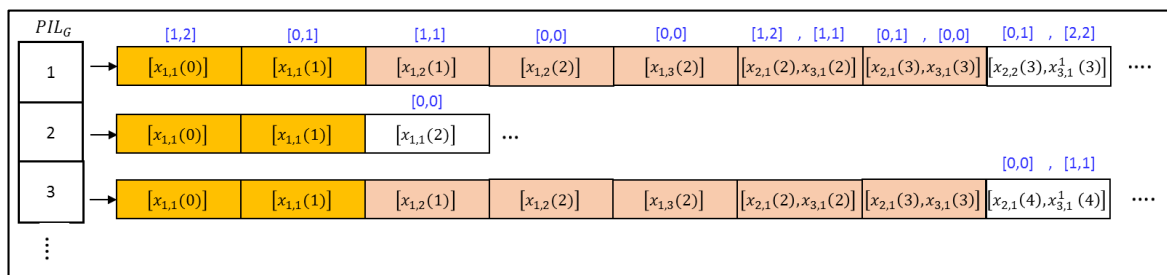 PIL_G [1,2] [0,1] [1,1] [0,0] [0,0] [1,2] , [1,1] [0,1] , [0,0] [0,1] , [2,2]
1 [x_{1,1}(0)] [x_{1,1}(1)] [x_{1,2}(1)] [x_{1,2}(2)] [x_{1,3}(2)] [x_{2,1}(2), x_{3,1}(2)] [x_{2,1}(3), x_{3,1}(3)] [x_{2,2}(3), x_{3,1}^1(3)] ....
[0,0]
2 [x_{1,1}(0)] [x_{1,1}(1)] [x_{1,1}(2)] ...
[0,0] , [1,1]
3 [x_{1,1}(0)] [x_{1,1}(1)] [x_{1,2}(1)] [x_{1,2}(2)] [x_{1,3}(2)] [x_{2,1}(2), x_{3,1}(2)] [x_{2,1}(3), x_{3,1}(3)] [x_{2,1}(4), x_{3,1}^1(4)] ....
⋮